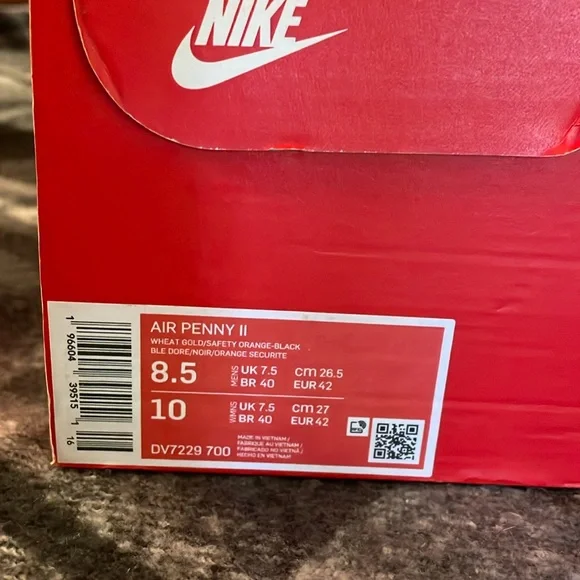 NIKE
AIR PENNY II
WHEAT GOLD/SAFETY ORANGE-BLACK
BLE DORE/NOIR/ORANGE SECURITE
8.5 MENS UK 7.5 cm 26.5
BR 40 EUR 42
10 WMNS UK 7.5 cm 27
BR 40 EUR 42
DV7229 700
MADE IN VIETNAM /
FABRIQUE AU VIETNAM /
FABRICADO NO VIETNÃ /
HECHO EN VIETNAM
1 96604 39515 1
16